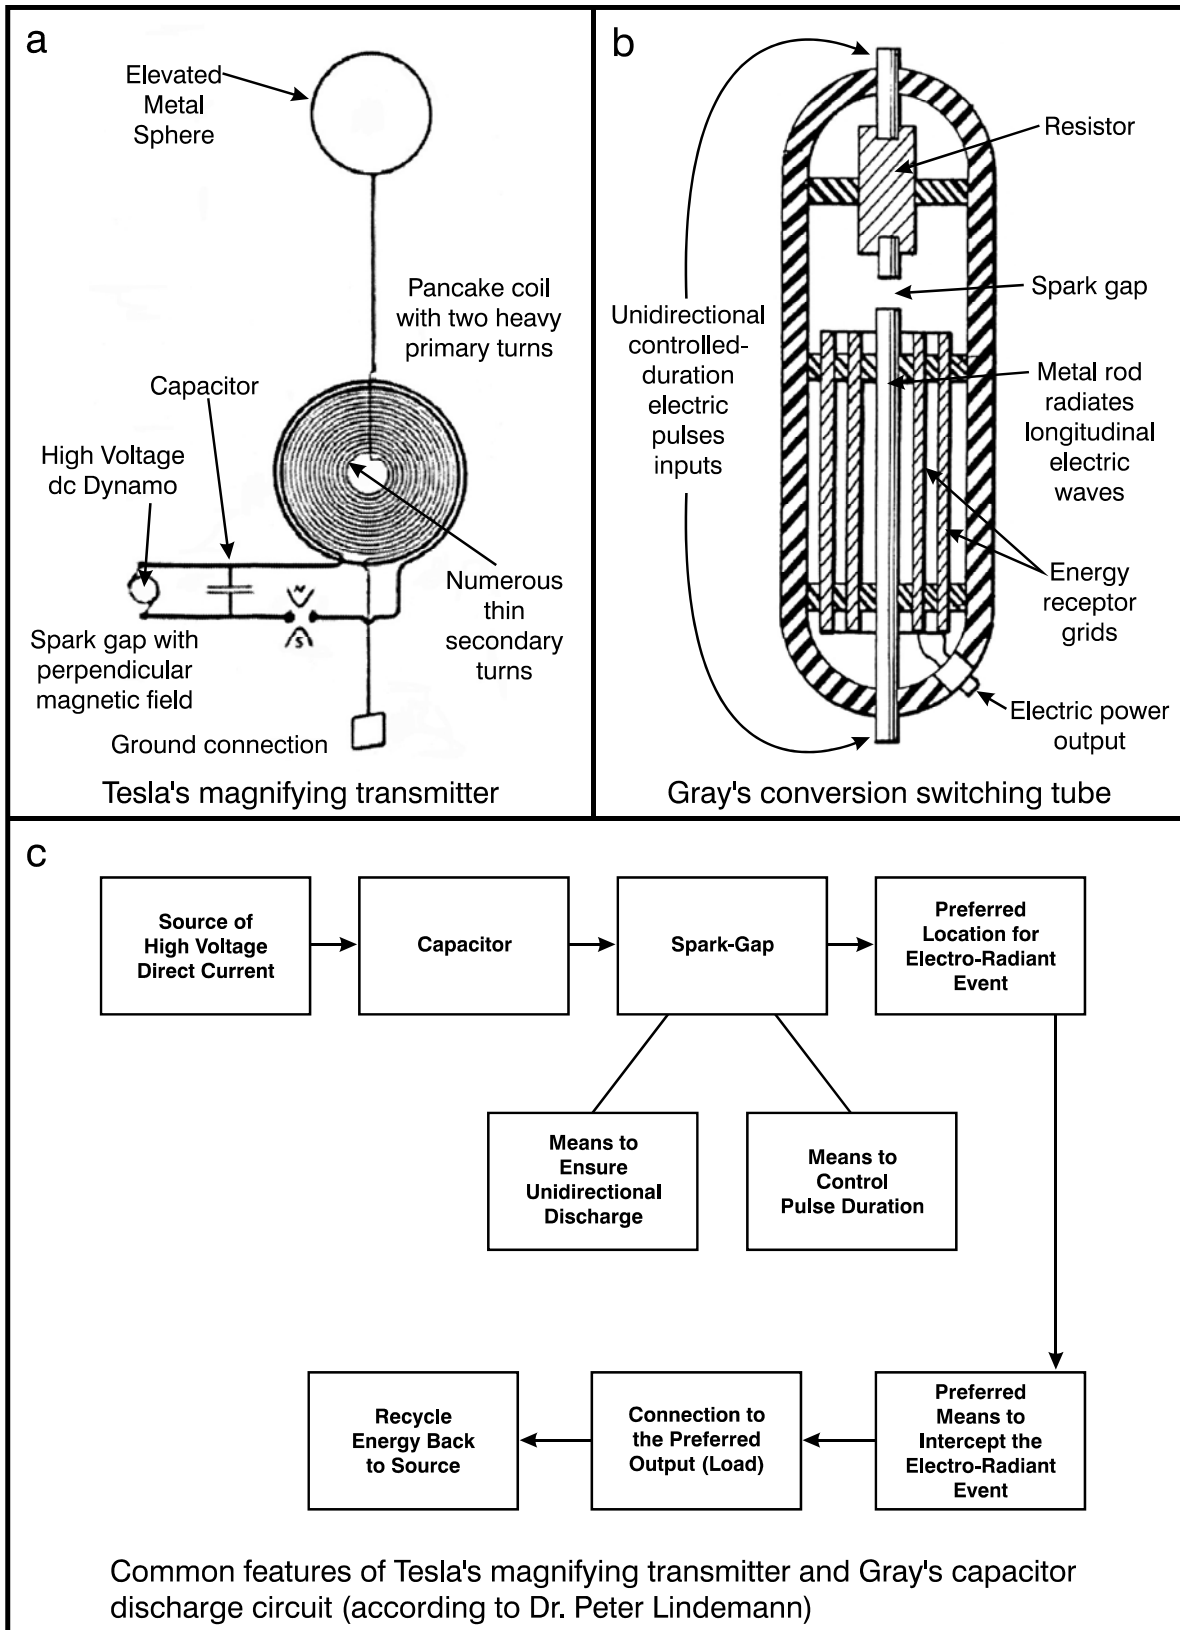 a
Elevated
Metal
Sphere
Pancake coil
with two heavy
primary turns
Capacitor
High Voltage
dc Dynamo
N
S
Numerous
thin
secondary
turns
Spark gap with
perpendicular
magnetic field
Ground connection
Tesla's magnifying transmitter
b
Resistor
Spark gap
Unidirectional
controlled-
duration
electric
pulses
inputs
Metal rod
radiates
longitudinal
electric
waves
Energy
receptor
grids
Electric power
output
Gray's conversion switching tube
c
Source of
High Voltage
Direct Current
Capacitor
Spark-Gap
Preferred
Location for
Electro-Radiant
Event
Means to
Ensure
Unidirectional
Discharge
Means to
Control
Pulse Duration
Recycle
Energy Back
to Source
Connection to
the Preferred
Output (Load)
Preferred
Means to
Intercept the
Electro-Radiant
Event
Common features of Tesla's magnifying transmitter and Gray's capacitor
discharge circuit (according to Dr. Peter Lindemann)